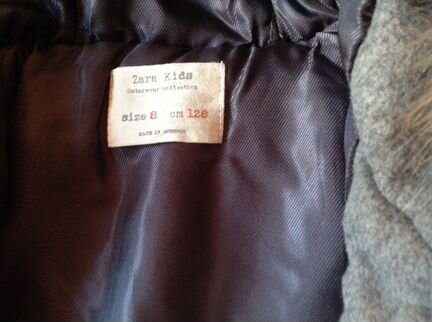 Zara Kids
Outerwear collection
size 8 cm 128
MADE IN MOROCCO